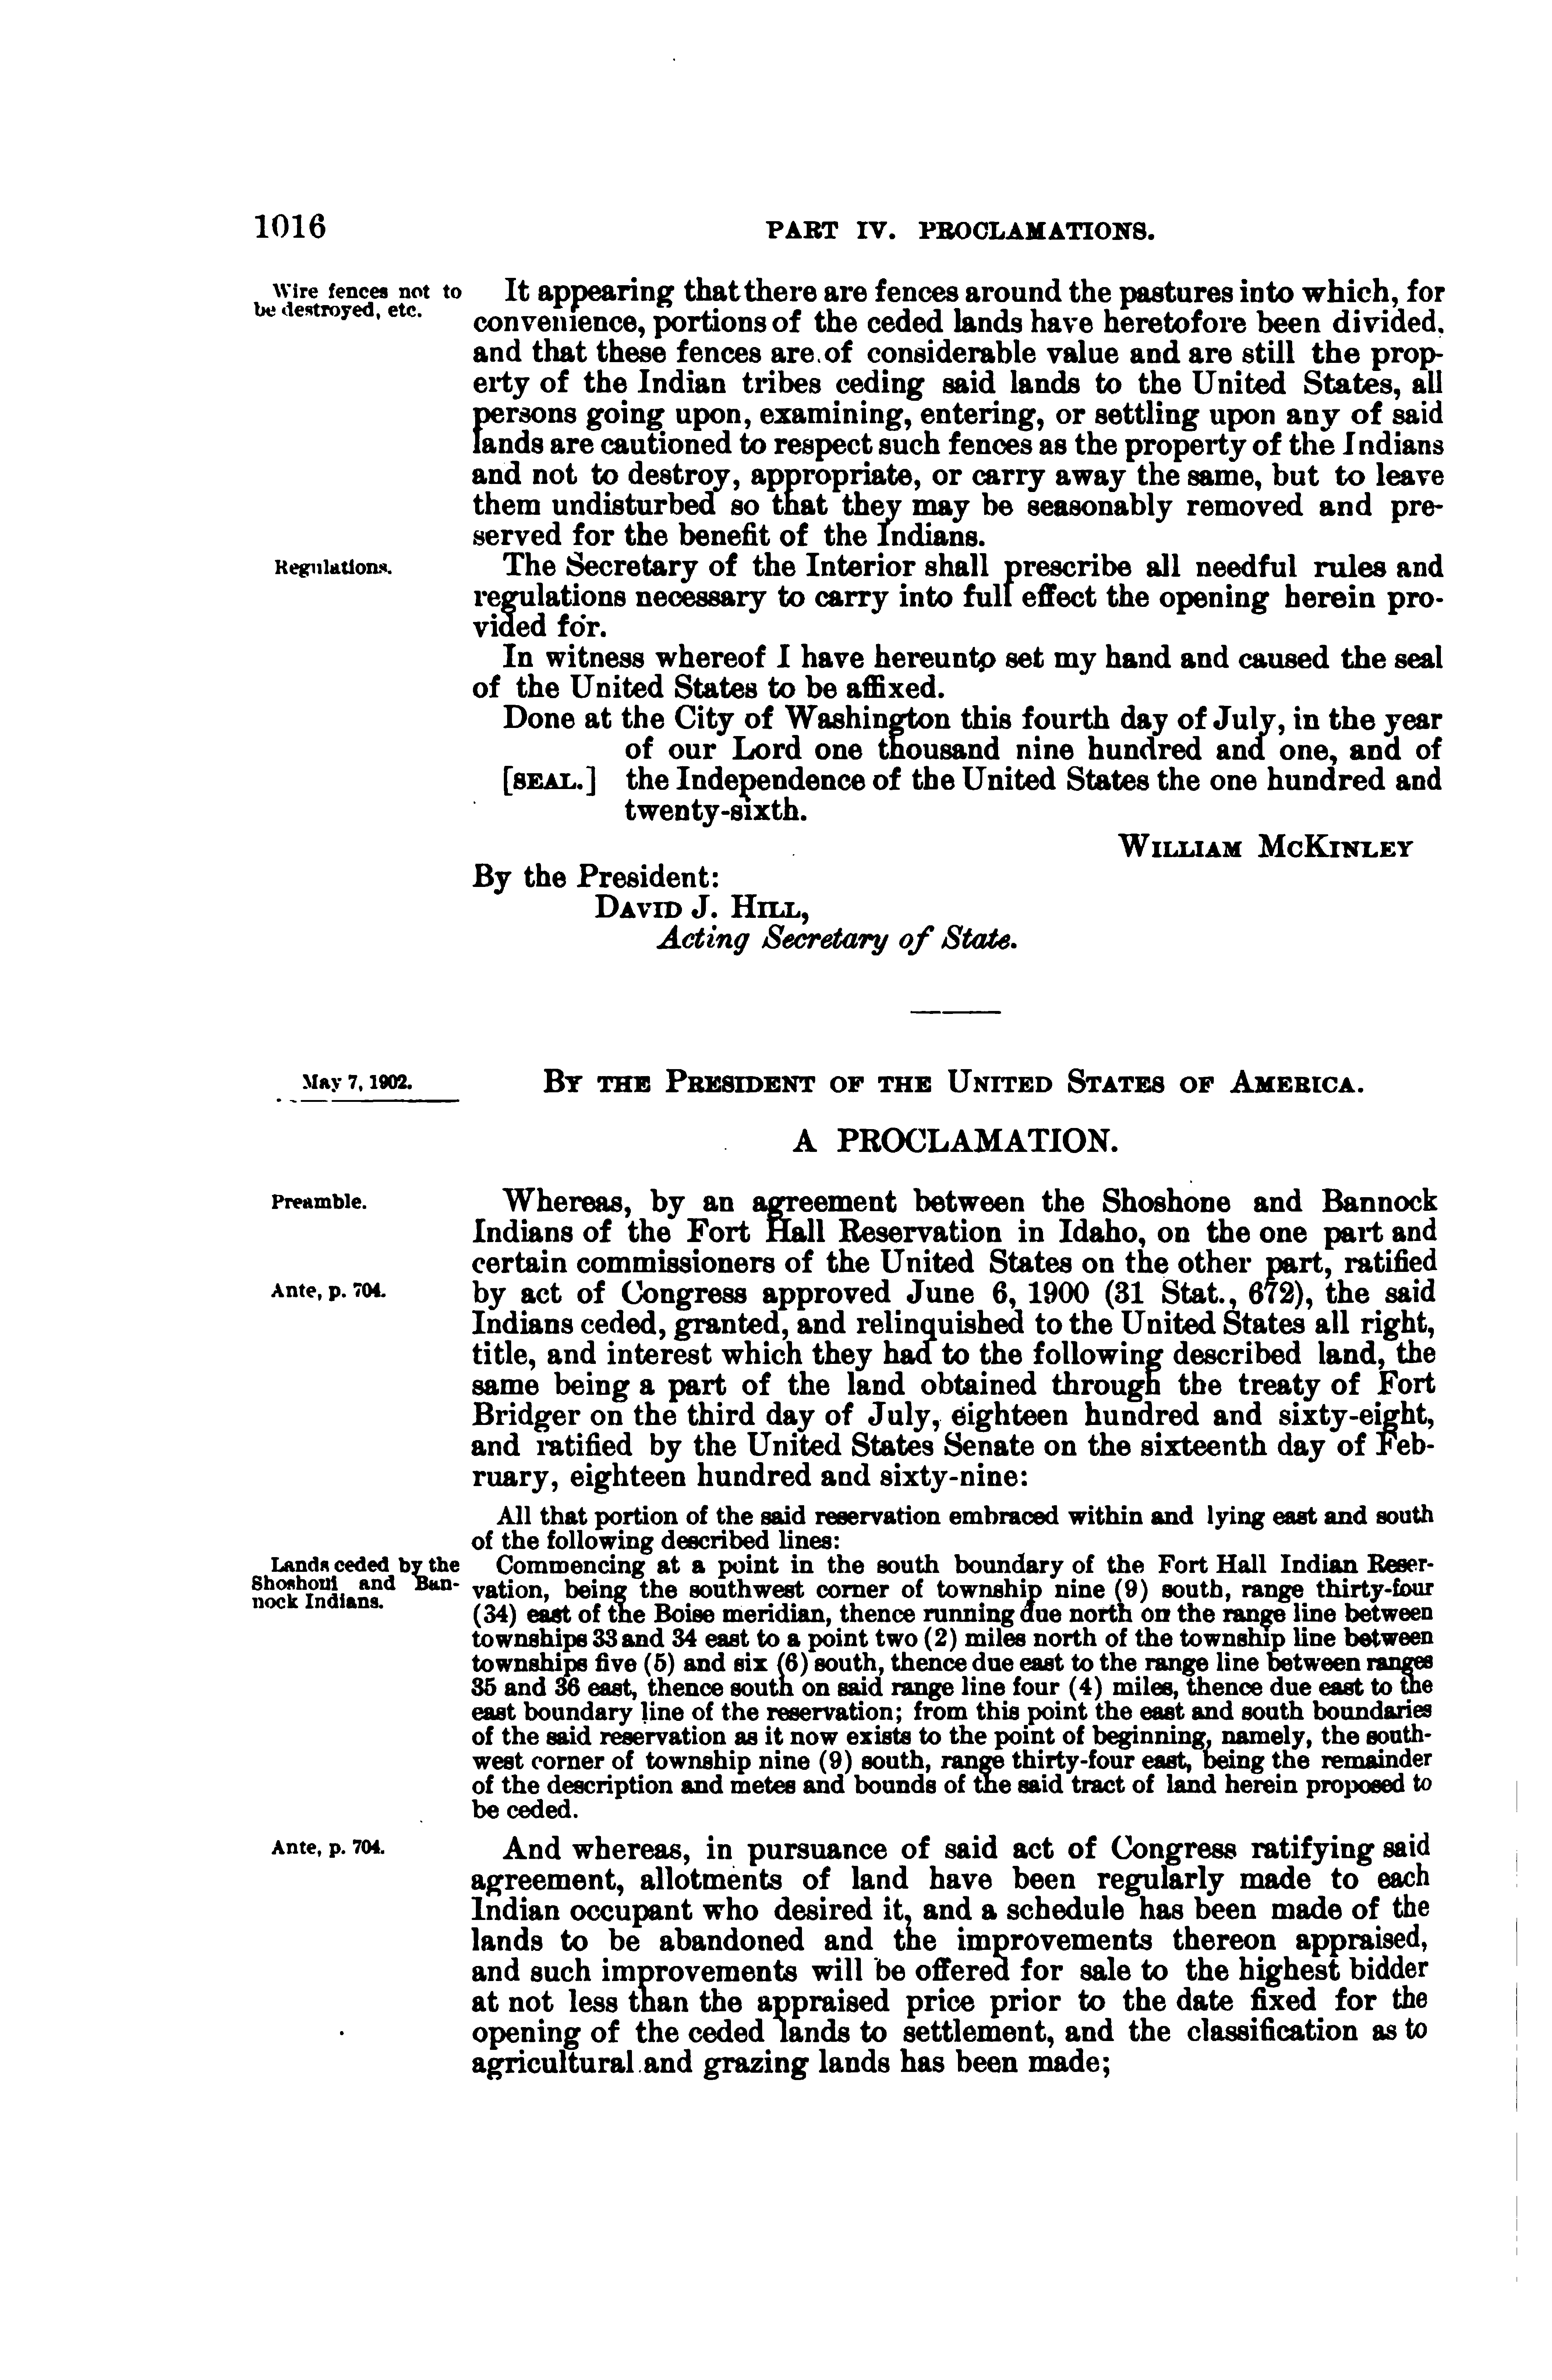 1016
PART IV. PROCLAMATIONS.
Wire fences not to
be destroyed, etc.
It appearing that there are fences around the pastures into which, for
convenience, portions of the ceded lands have heretofore been divided,
and that these fences are of considerable value and are still the prop-
erty of the Indian tribes ceding said lands to the United States, all
persons going upon, examining, entering, or settling upon any of said
lands are cautioned to respect such fences as the property of the Indians
and not to destroy, appropriate, or carry away the same, but to leave
them undisturbed so that they may be seasonably removed and pre-
served for the benefit of the Indians.
Regulations.
The Secretary of the Interior shall prescribe all needful rules and
regulations necessary to carry into full effect the opening herein pro-
vided for.
In witness whereof I have hereunto set my hand and caused the seal
of the United States to be affixed.
Done at the City of Washington this fourth day of July, in the year
of our Lord one thousand nine hundred and one, and of
[SEAL.] the Independence of the United States the one hundred and
twenty-sixth.
WILLIAM MCKINLEY
By the President:
DAVID J. HILL,
Acting Secretary of State.
May 7, 1902.
BY THE PRESIDENT OF THE UNITED STATES OF AMERICA.
A PROCLAMATION.
Preamble.
Whereas, by an agreement between the Shoshone and Bannock
Indians of the Fort Hall Reservation in Idaho, on the one part and
certain commissioners of the United States on the other part, ratified
Ante, p. 704.
by act of Congress approved June 6, 1900 (31 Stat., 672), the said
Indians ceded, granted, and relinquished to the United States all right,
title, and interest which they had to the following described land, the
same being a part of the land obtained through the treaty of Fort
Bridger on the third day of July, eighteen hundred and sixty-eight,
and ratified by the United States Senate on the sixteenth day of Feb-
ruary, eighteen hundred and sixty-nine:
All that portion of the said reservation embraced within and lying east and south
of the following described lines:
Lands ceded by the
Shoshoni and Ban-
nock Indians.
Commencing at a point in the south boundary of the Fort Hall Indian Reser-
vation, being the southwest corner of township nine (9) south, range thirty-four
(34) east of the Boise meridian, thence running due north on the range line between
townships 33 and 34 east to a point two (2) miles north of the township line between
townships five (5) and six (6) south, thence due east to the range line between ranges
35 and 36 east, thence south on said range line four (4) miles, thence due east to the
east boundary line of the reservation; from this point the east and south boundaries
of the said reservation as it now exists to the point of beginning, namely, the south-
west corner of township nine (9) south, range thirty-four east, being the remainder
of the description and metes and bounds of the said tract of land herein proposed to
be ceded.
Ante, p. 704.
And whereas, in pursuance of said act of Congress ratifying said
agreement, allotments of land have been regularly made to each
Indian occupant who desired it, and a schedule has been made of the
lands to be abandoned and the improvements thereon appraised,
and such improvements will be offered for sale to the highest bidder
at not less than the appraised price prior to the date fixed for the
opening of the ceded lands to settlement, and the classification as to
agricultural and grazing lands has been made;